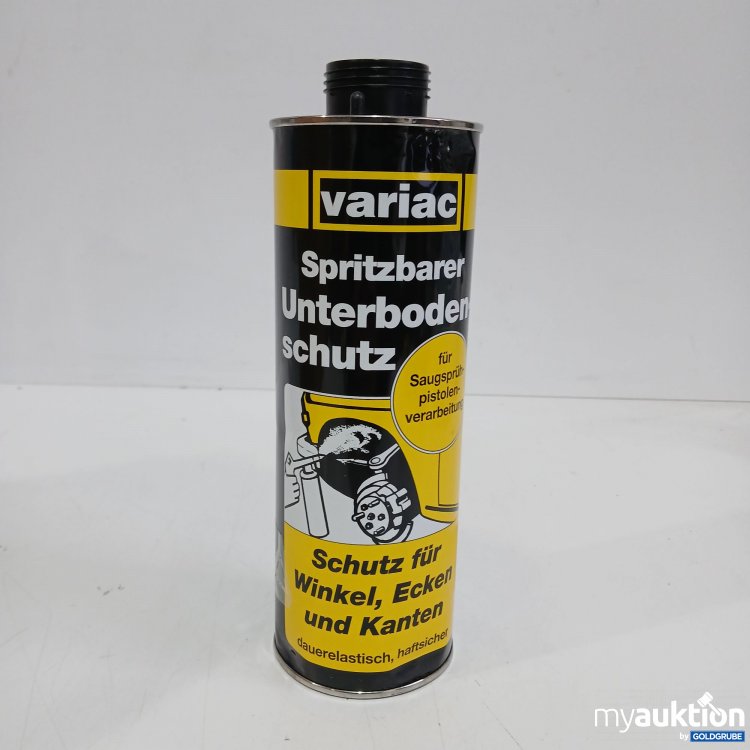 variac
Spritzbarer
Unterboden-
schutz
für
Saugsprüh-
pistolen-
verarbeitung
Schutz für
Winkel, Ecken
und Kanten
dauerelastisch, haftsicher
myauktion
by GOLDGRUBE